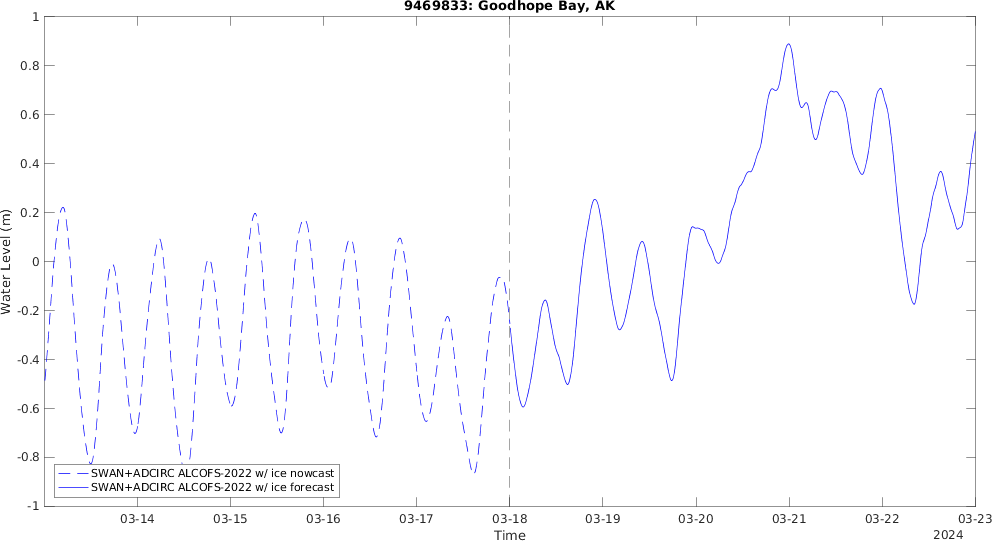 9469833: Goodhope Bay, AK
Water Level (m)
1
0.8
0.6
0.4
0.2
0
-0.2
-0.4
-0.6
-0.8
-1
SWAN+ADCIRC ALCOFS-2022 w/ ice nowcast
SWAN+ADCIRC ALCOFS-2022 w/ ice forecast
03-14 03-15 03-16 03-17 03-18 03-19 03-20 03-21 03-22 03-23
Time
2024